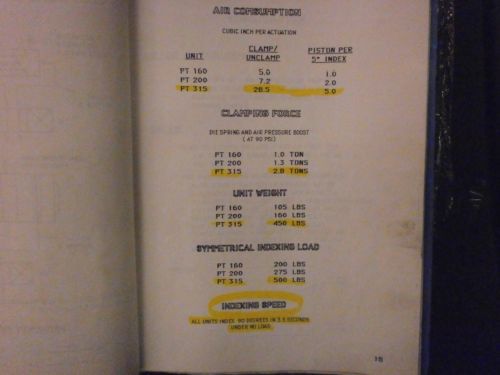 AIR CONSUMPTION
CUBIC INCH PER ACTUATION
UNIT CLAMP/ UNCLAMP PISTON PER 5° INDEX
PT 160 5.0 1.0
PT 200 7.2 2.0
PT 315 28.5 5.0
CLAMPING FORCE
DIE SPRING AND AIR PRESSURE BOOST
( AT 90 PSI )
PT 160 1.0 TON
PT 200 1.3 TONS
PT 315 2.8 TONS
UNIT WEIGHT
PT 160 105 LBS
PT 200 160 LBS
PT 315 450 LBS
SYMMETRICAL INDEXING LOAD
PT 160 200 LBS
PT 200 275 LBS
PT 315 500 LBS
INDEXING SPEED
ALL UNITS INDEX 90 DEGREES IN 3.5 SECONDS
UNDER NO LOAD.